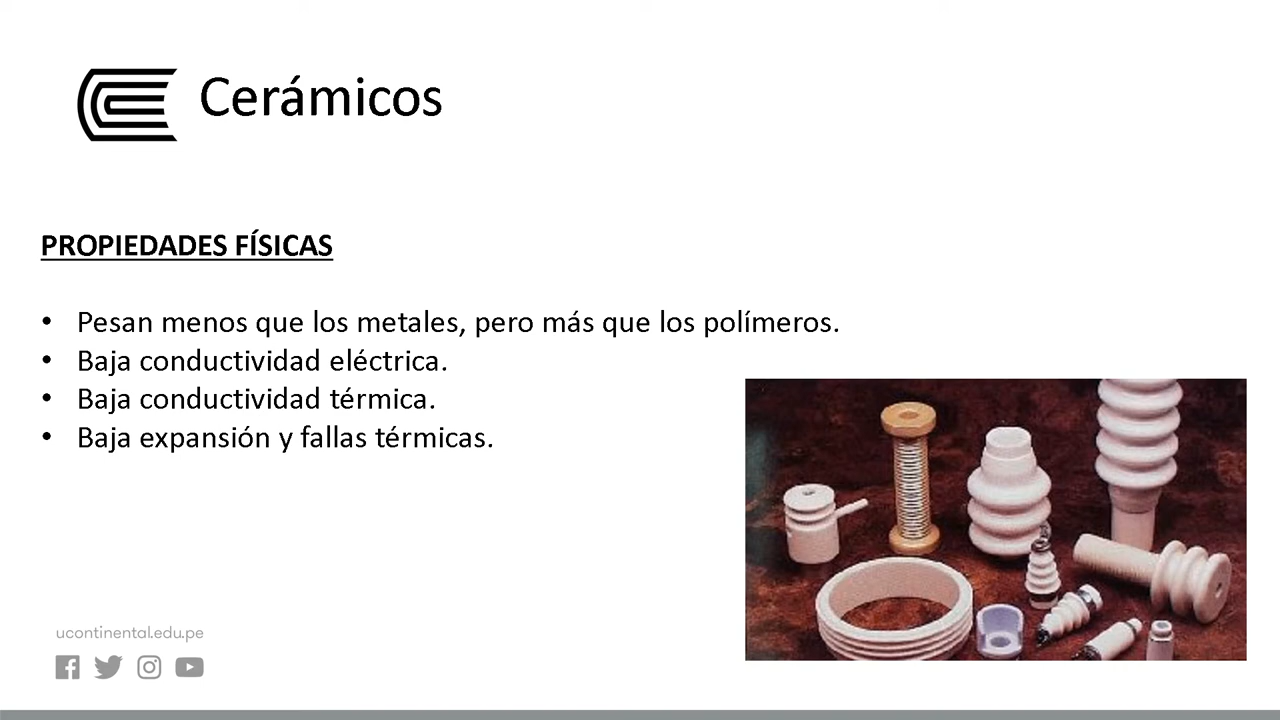 Cerámicos
PROPIEDADES FÍSICAS
• Pesan menos que los metales, pero más que los polímeros.
• Baja conductividad eléctrica.
• Baja conductividad térmica.
• Baja expansión y fallas térmicas.
ucontinental.edu.pe